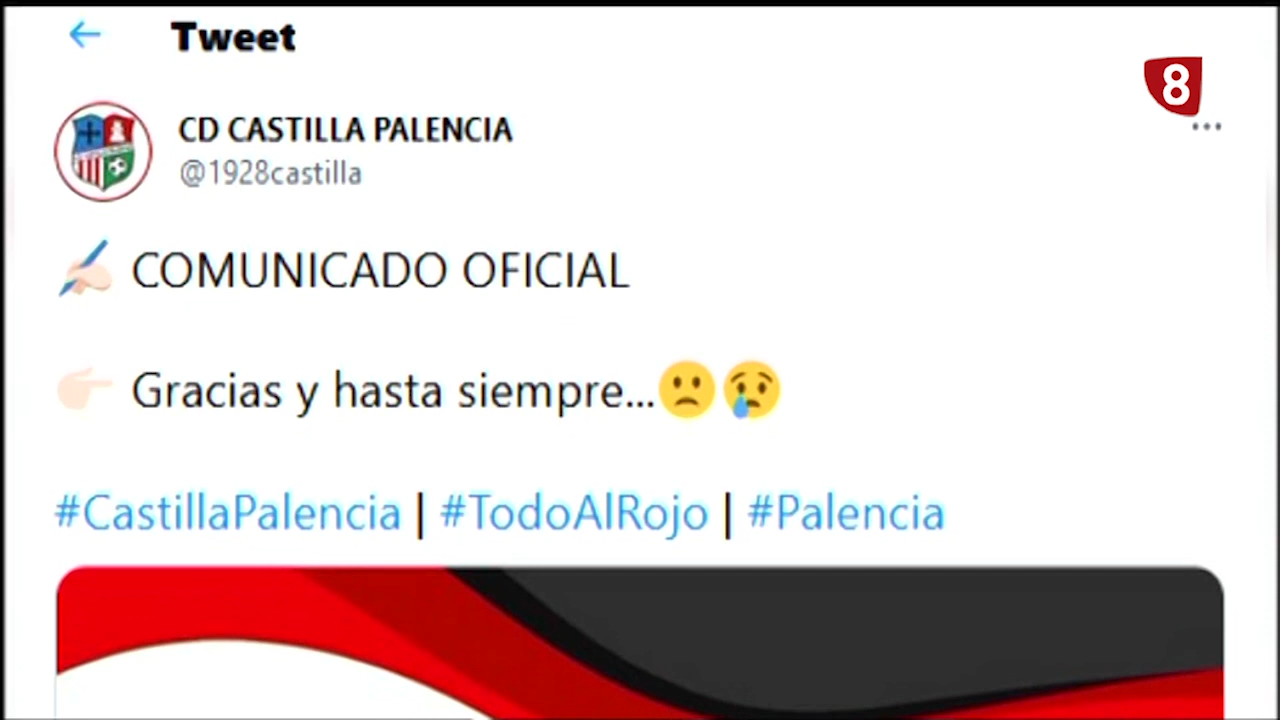 Tweet
8
CD CASTILLA PALENCIA
@1928castilla
COMUNICADO OFICIAL
Gracias y hasta siempre...
#CastillaPalencia | #TodoAlRojo | #Palencia